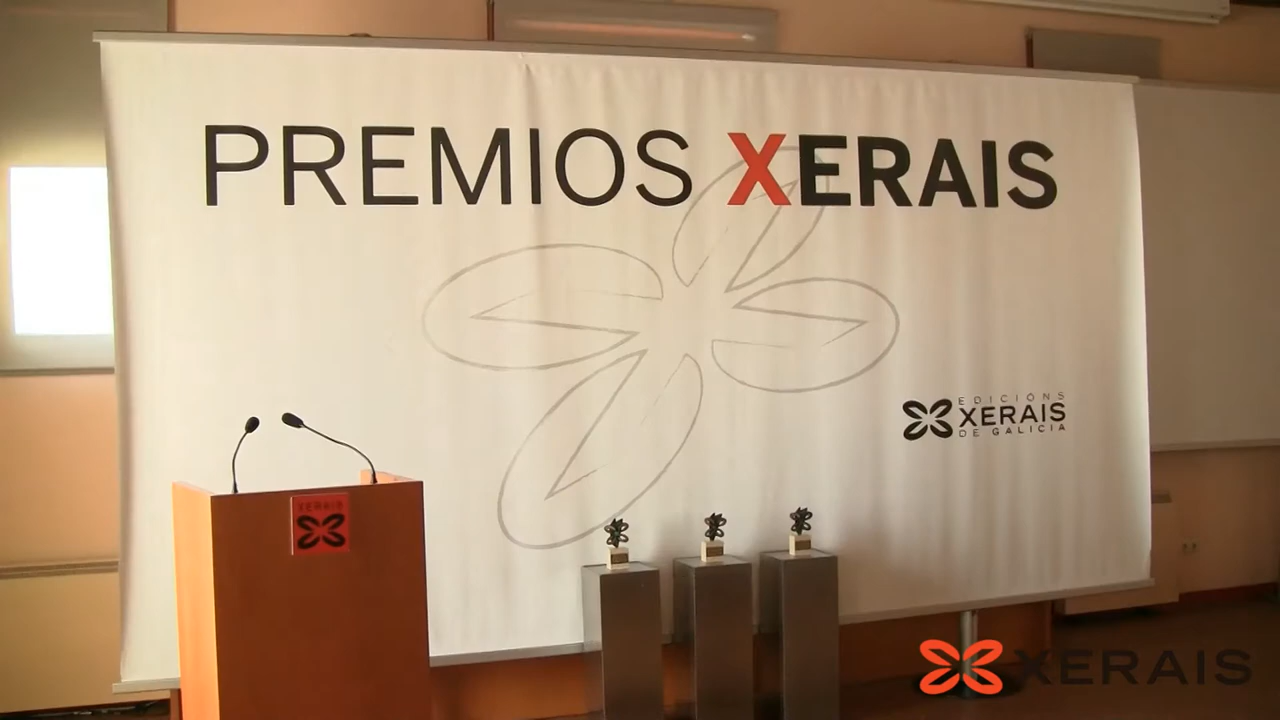 PREMIOS XERAIS
EDICIÓNS
XERAIS
DE GALICIA
XERAIS
XERAIS